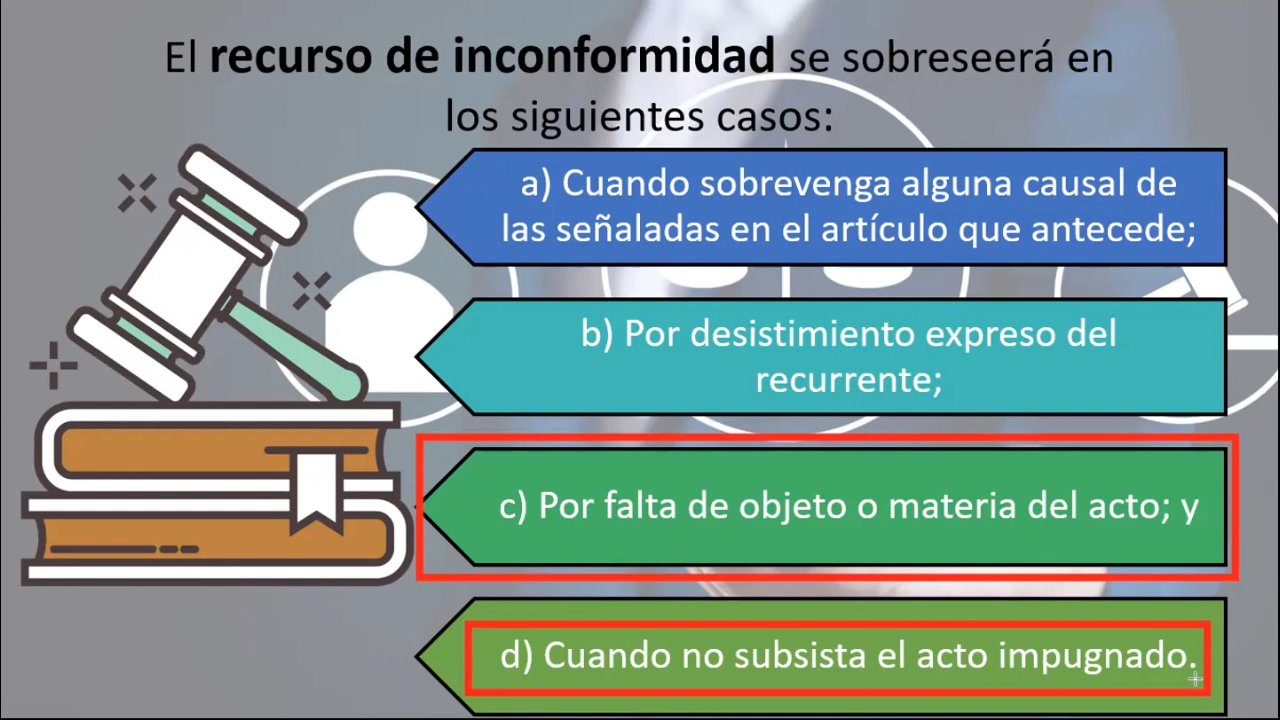 El recurso de inconformidad se sobreseerá en
los siguientes casos:
a) Cuando sobrevenga alguna causal de
las señaladas en el artículo que antecede;
b) Por desistimiento expreso del
recurrente;
c) Por falta de objeto o materia del acto; y
d) Cuando no subsista el acto impugnado.